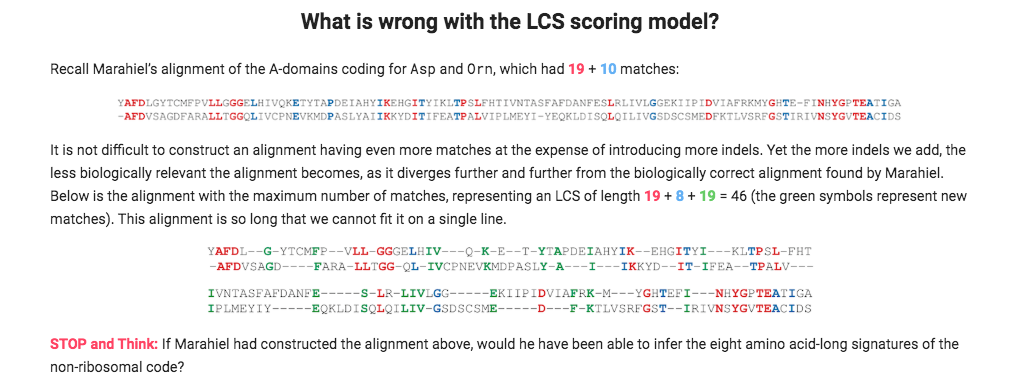 What is wrong with the LCS scoring model?
Recall Marahiel's alignment of the A-domains coding for Asp and Orn, which had 19 + 10 matches:
YAFDLGYTCMFPVLLGGGELHIVQKETYTAPDEIAHYIKEHGITYIKLTPSLFHTIVNTASFAFDANFESLRLIVLGGEKIIPIDVIAFRKMYGHTE-FINHYGPTEATIGA
-AFDVSAGDFARALLTGGQLIVCPNEVKMDPASLYAIIKKYDITIFEATPALVIPLMEYI-YEQKLDISQLQILIVGSDSCSMEDFKTLVSRFGSTIRIVNSYGVTEACIDS
It is not difficult to construct an alignment having even more matches at the expense of introducing more indels. Yet the more indels we add, the
less biologically relevant the alignment becomes, as it diverges further and further from the biologically correct alignment found by Marahiel.
Below is the alignment with the maximum number of matches, representing an LCS of length 19 + 8 + 19 = 46 (the green symbols represent new
matches). This alignment is so long that we cannot fit it on a single line.
YAFDL--G-YTCMFP--VLL-GGGELHIV---Q-K-E--T-YTAPDEIAHYIK--EHGITYI---KLTPSL-FHT
-AFDVSAGD----FARA-LLTGG-QL-IVCPNEVKMDPASLY-A---I---IKKYD--IT-IFEA--TPALV---
IVNTASFAFDANFE-----S-LR-LIVLGG-----EKIIPIDVIAFRK-M---YGHTEFI---NHYGPTEATIGA
IPLMEYIY-----EQKLDISQLQILIV-GSDSCSME-----D---F-KTLVSRFGST--IRIVNSYGVTEACIDS
STOP and Think: If Marahiel had constructed the alignment above, would he have been able to infer the eight amino acid-long signatures of the
non-ribosomal code?